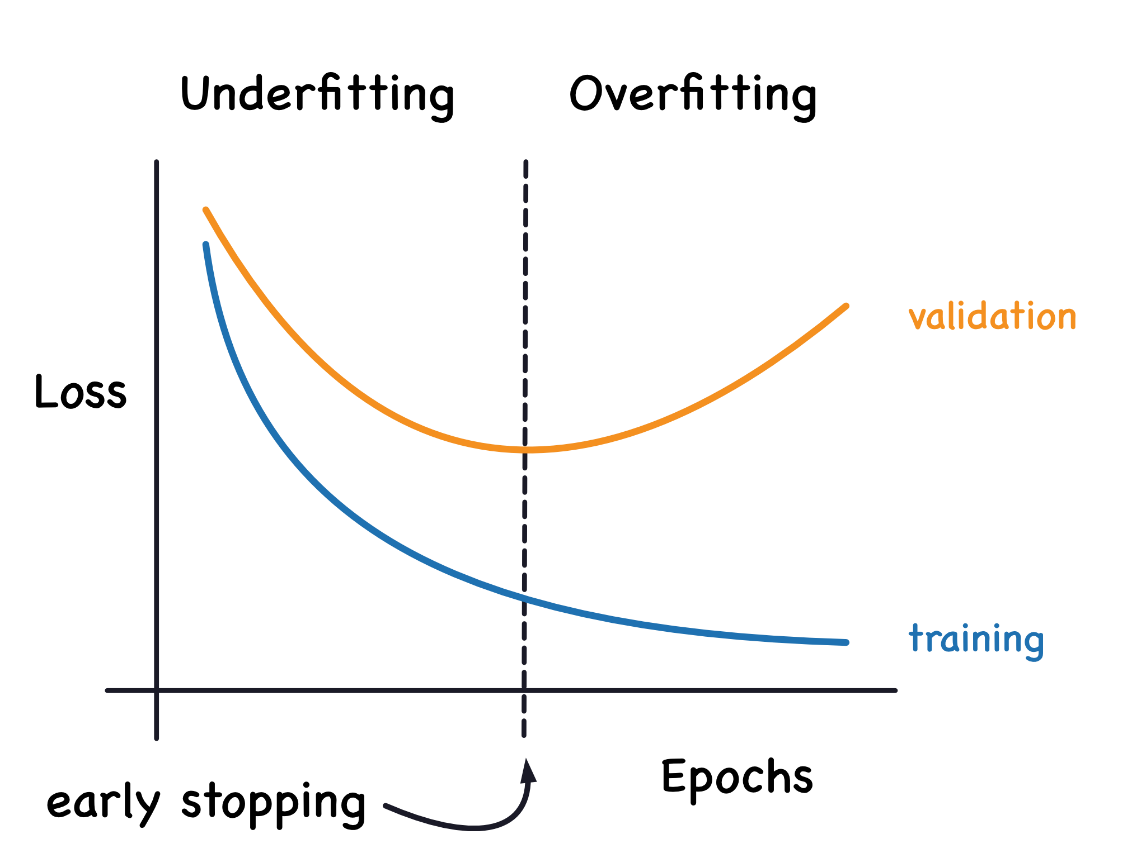 Underfitting
Overfitting
validation
Loss
training
Epochs
early stopping